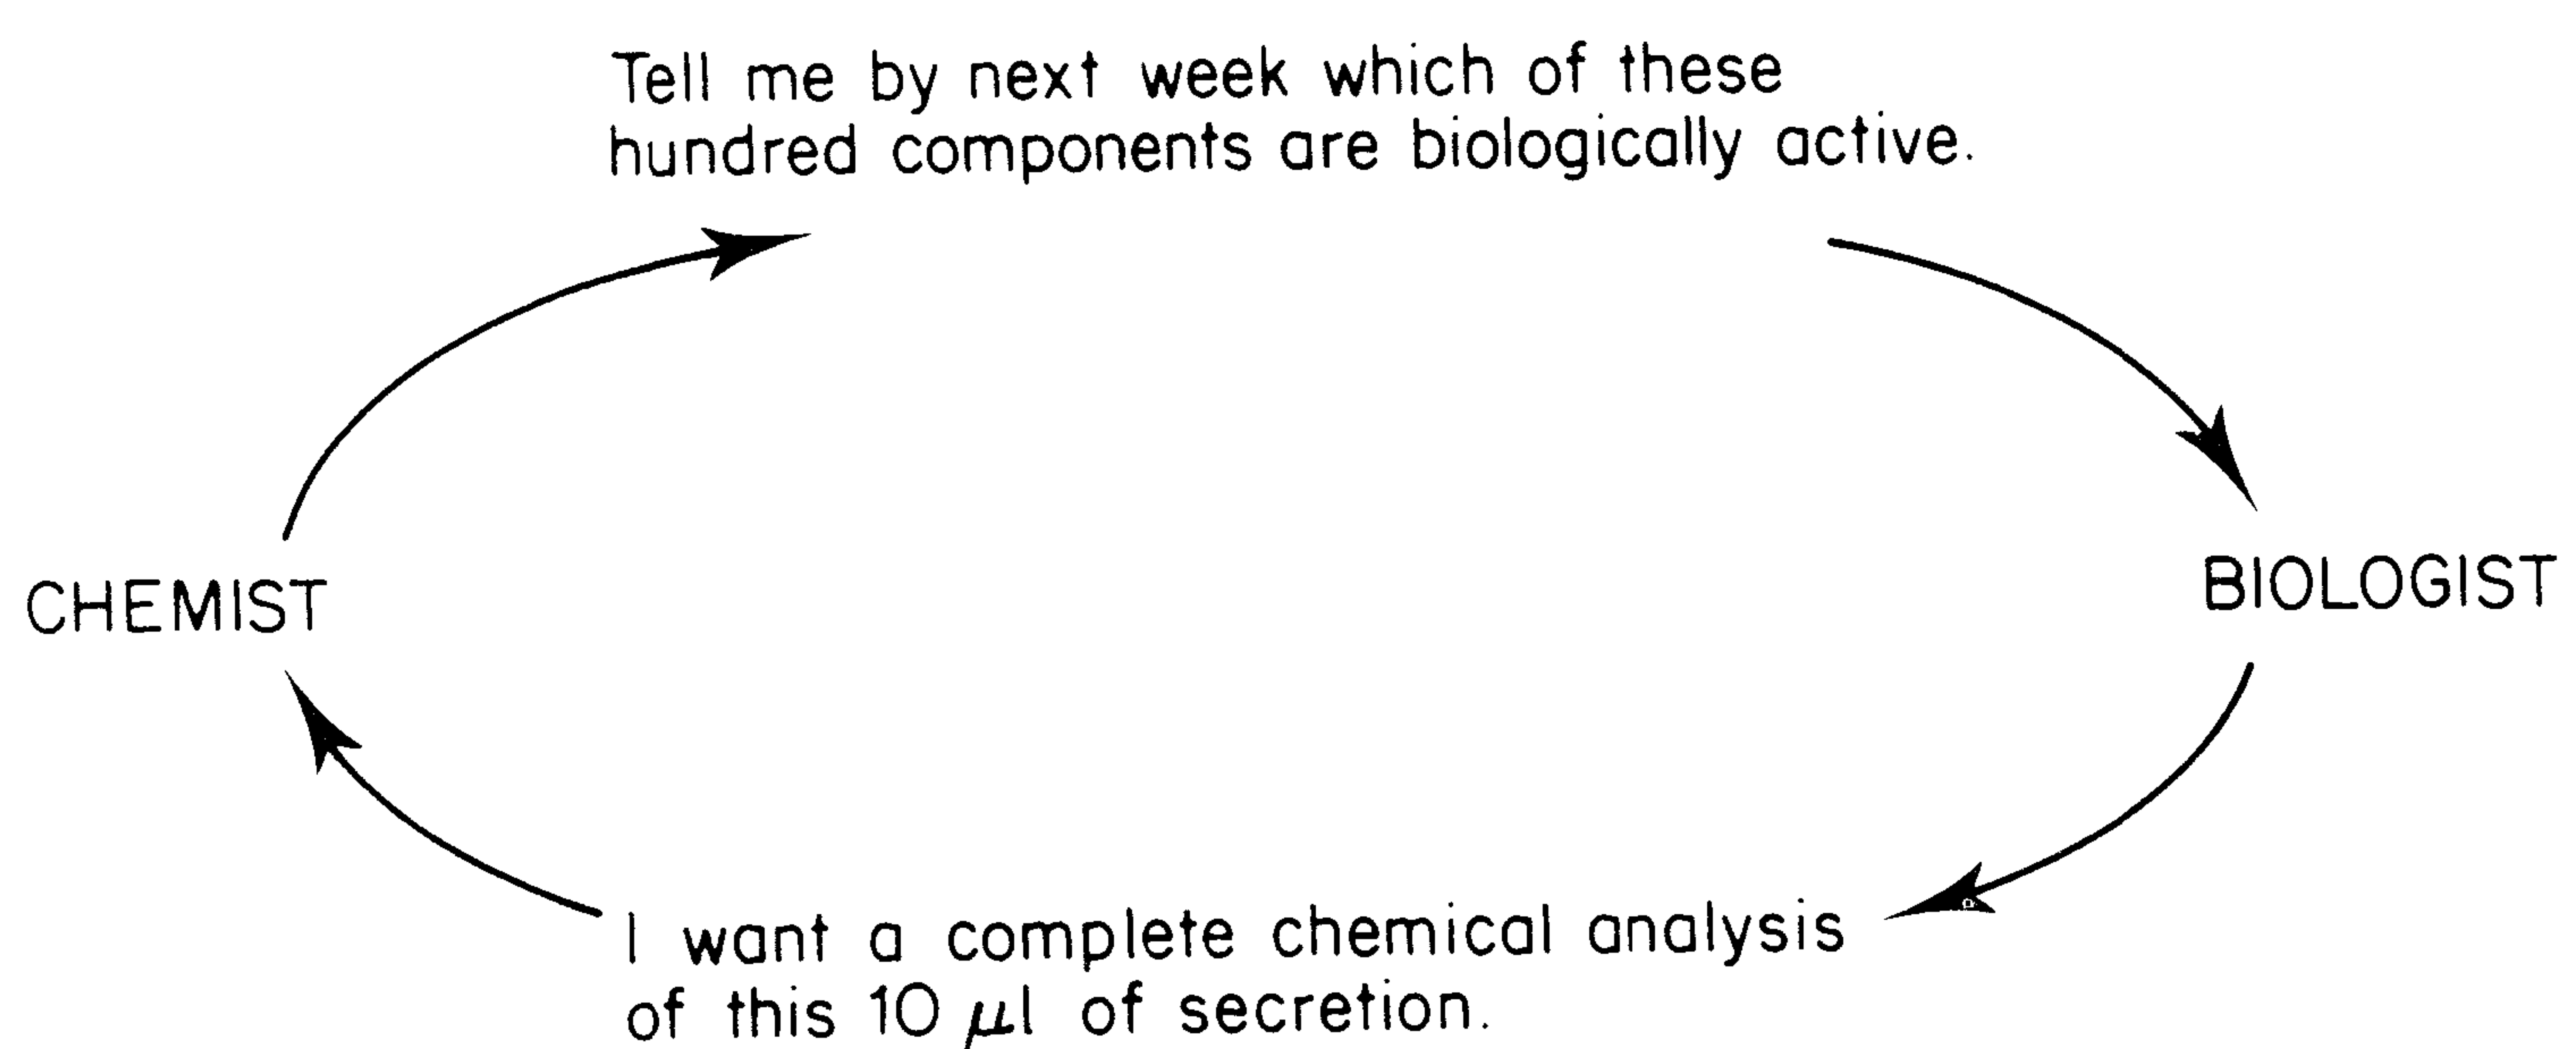 Tell me by next week which of these
hundred components are biologically active.
CHEMIST
BIOLOGIST
I want a complete chemical analysis
of this 10 μl of secretion.